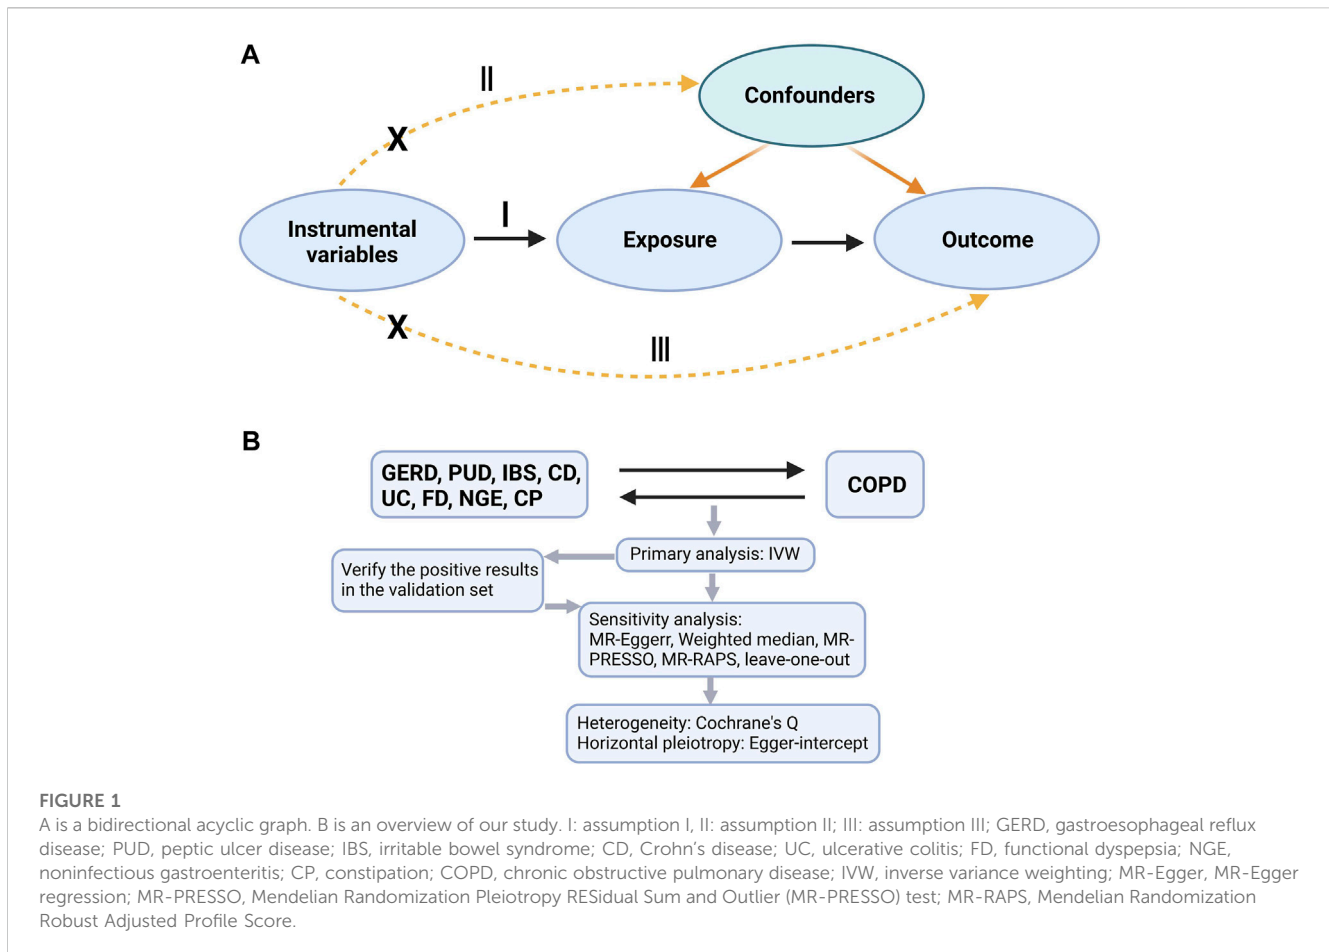 A
II
Confounders
X
I
Instrumental
variables
Exposure
Outcome
X
III
B
GERD, PUD, IBS, CD,
UC, FD, NGE, CP
COPD
Primary analysis: IVW
Verify the positive results
in the validation set
Sensitivity analysis:
MR-Eggerr, Weighted median, MR-
PRESSO, MR-RAPS, leave-one-out
Heterogeneity: Cochrane's Q
Horizontal pleiotropy: Egger-intercept
FIGURE 1
A is a bidirectional acyclic graph. B is an overview of our study. I: assumption I, II: assumption II; III: assumption III; GERD, gastroesophageal reflux
disease; PUD, peptic ulcer disease; IBS, irritable bowel syndrome; CD, Crohn's disease; UC, ulcerative colitis; FD, functional dyspepsia; NGE,
noninfectious gastroenteritis; CP, constipation; COPD, chronic obstructive pulmonary disease; IVW, inverse variance weighting; MR-Egger, MR-Egger
regression; MR-PRESSO, Mendelian Randomization Pleiotropy RESidual Sum and Outlier (MR-PRESSO) test; MR-RAPS, Mendelian Randomization
Robust Adjusted Profile Score.